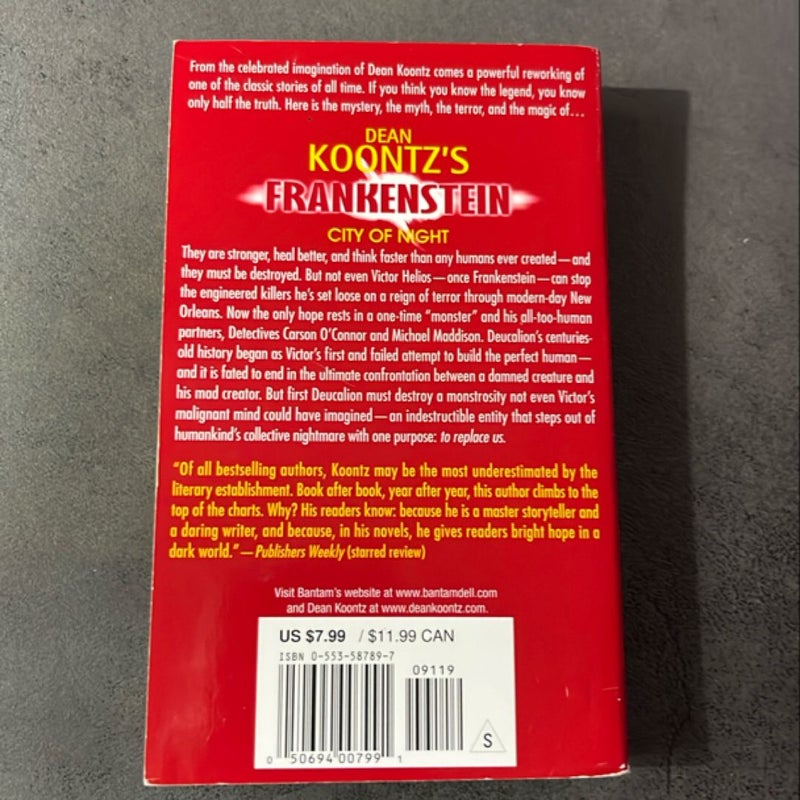 From the celebrated imagination of Dean Koontz comes a powerful reworking of
one of the classic stories of all time. If you think you know the legend, you know
only half the truth. Here is the mystery, the myth, the terror, and the magic of...
DEAN
KOONTZ'S
FRANKENSTEIN
CITY OF NIGHT
They are stronger, heal better, and think faster than any humans ever created—and
they must be destroyed. But not even Victor Helios—once Frankenstein—can stop
the engineered killers he's set loose on a reign of terror through modern-day New
Orleans. Now the only hope rests in a one-time "monster" and his all-too-human
partners, Detectives Carson O'Connor and Michael Maddison. Deucalion's centuries-
old history began as Victor's first and failed attempt to build the perfect human—
and it is fated to end in the ultimate confrontation between a damned creature and
his mad creator. But first Deucalion must destroy a monstrosity not even Victor's
malignant mind could have imagined—an indestructible entity that steps out of
humankind's collective nightmare with one purpose: to replace us.
"Of all bestselling authors, Koontz may be the most underestimated by the
literary establishment. Book after book, year after year, this author climbs to the
top of the charts. Why? His readers know: because he is a master storyteller and
a daring writer, and because, in his novels, he gives readers bright hope in a
dark world."—Publishers Weekly (starred review)
Visit Bantam's website at www.bantamdell.com
and Dean Koontz at www.deankoontz.com.
US $7.99 / $11.99 CAN
ISBN 0-553-58789-7
09119
0 50694 00799 1
S